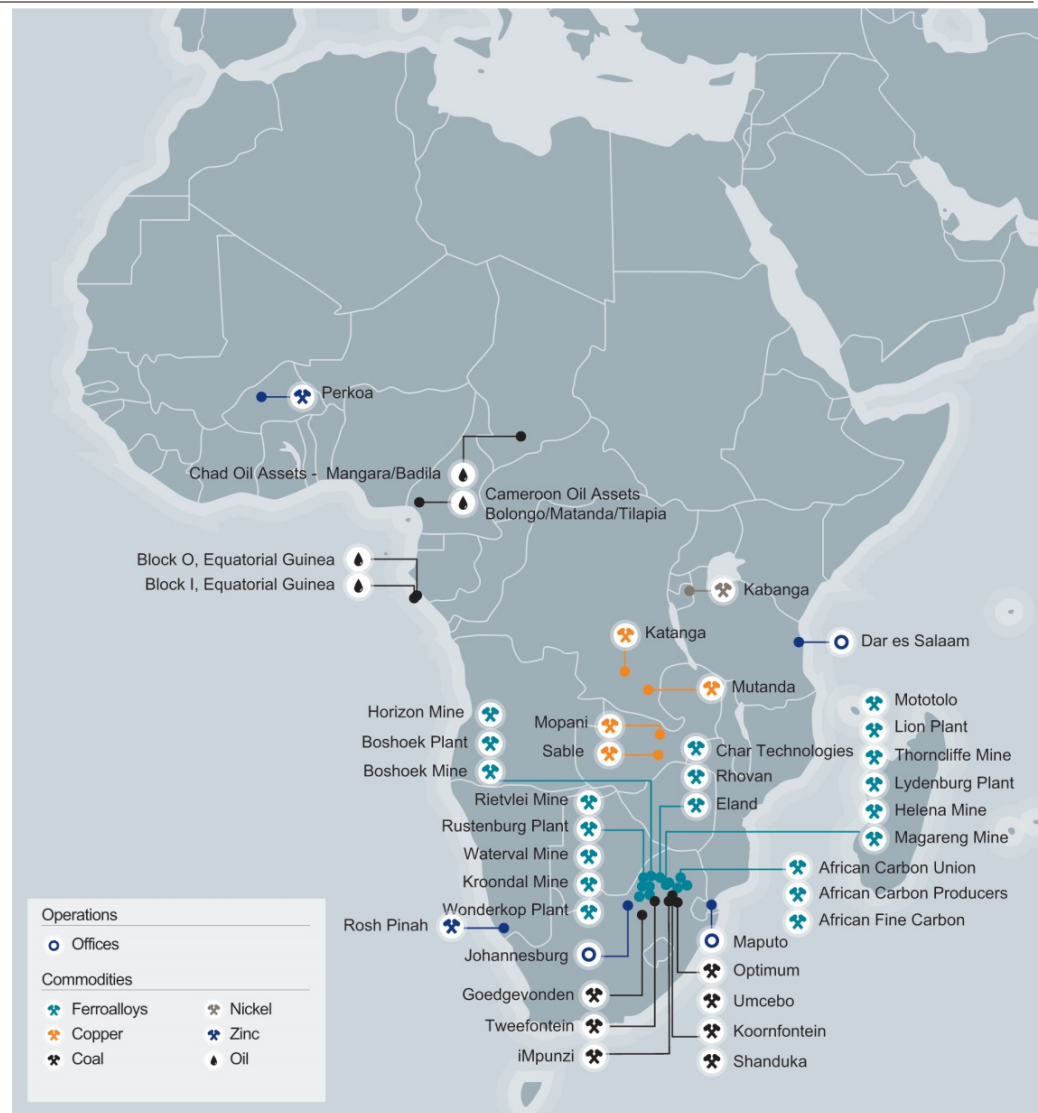 Perkoa
Chad Oil Assets - Mangara/Badila
Cameroon Oil Assets
Bolongo/Matanda/Tilapia
Block O, Equatorial Guinea
Block I, Equatorial Guinea
Kabanga
Katanga
Dar es Salaam
Mutanda
Horizon Mine
Boshoek Plant
Boshoek Mine
Mopani
Sable
Char Technologies
Rhovan
Eland
Mototolo
Lion Plant
Thorncliffe Mine
Lydenburg Plant
Helena Mine
Magareng Mine
Rietvlei Mine
Rustenburg Plant
Waterval Mine
Kroondal Mine
Wonderkop Plant
African Carbon Union
African Carbon Producers
African Fine Carbon
Rosh Pinah
Johannesburg
Maputo
Goedgevonden
Tweefontein
iMpunzi
Optimum
Umcebo
Koornfontein
Shanduka
Operations
Offices
Commodities
Ferroalloys
Copper
Coal
Nickel
Zinc
Oil